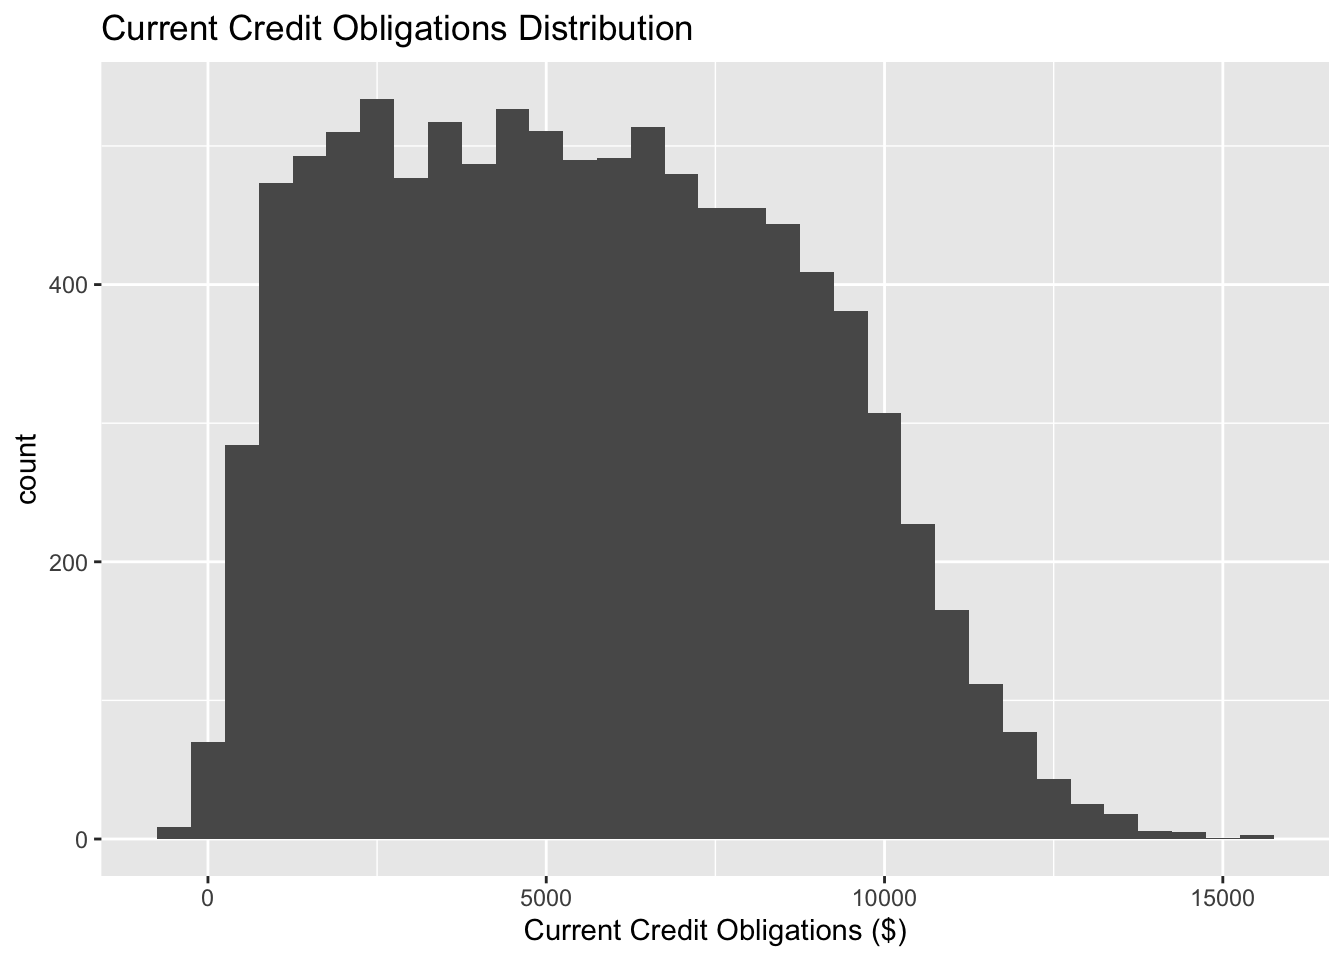 Current Credit Obligations Distribution
count
400
200
0
0 5000 10000 15000
Current Credit Obligations ($)